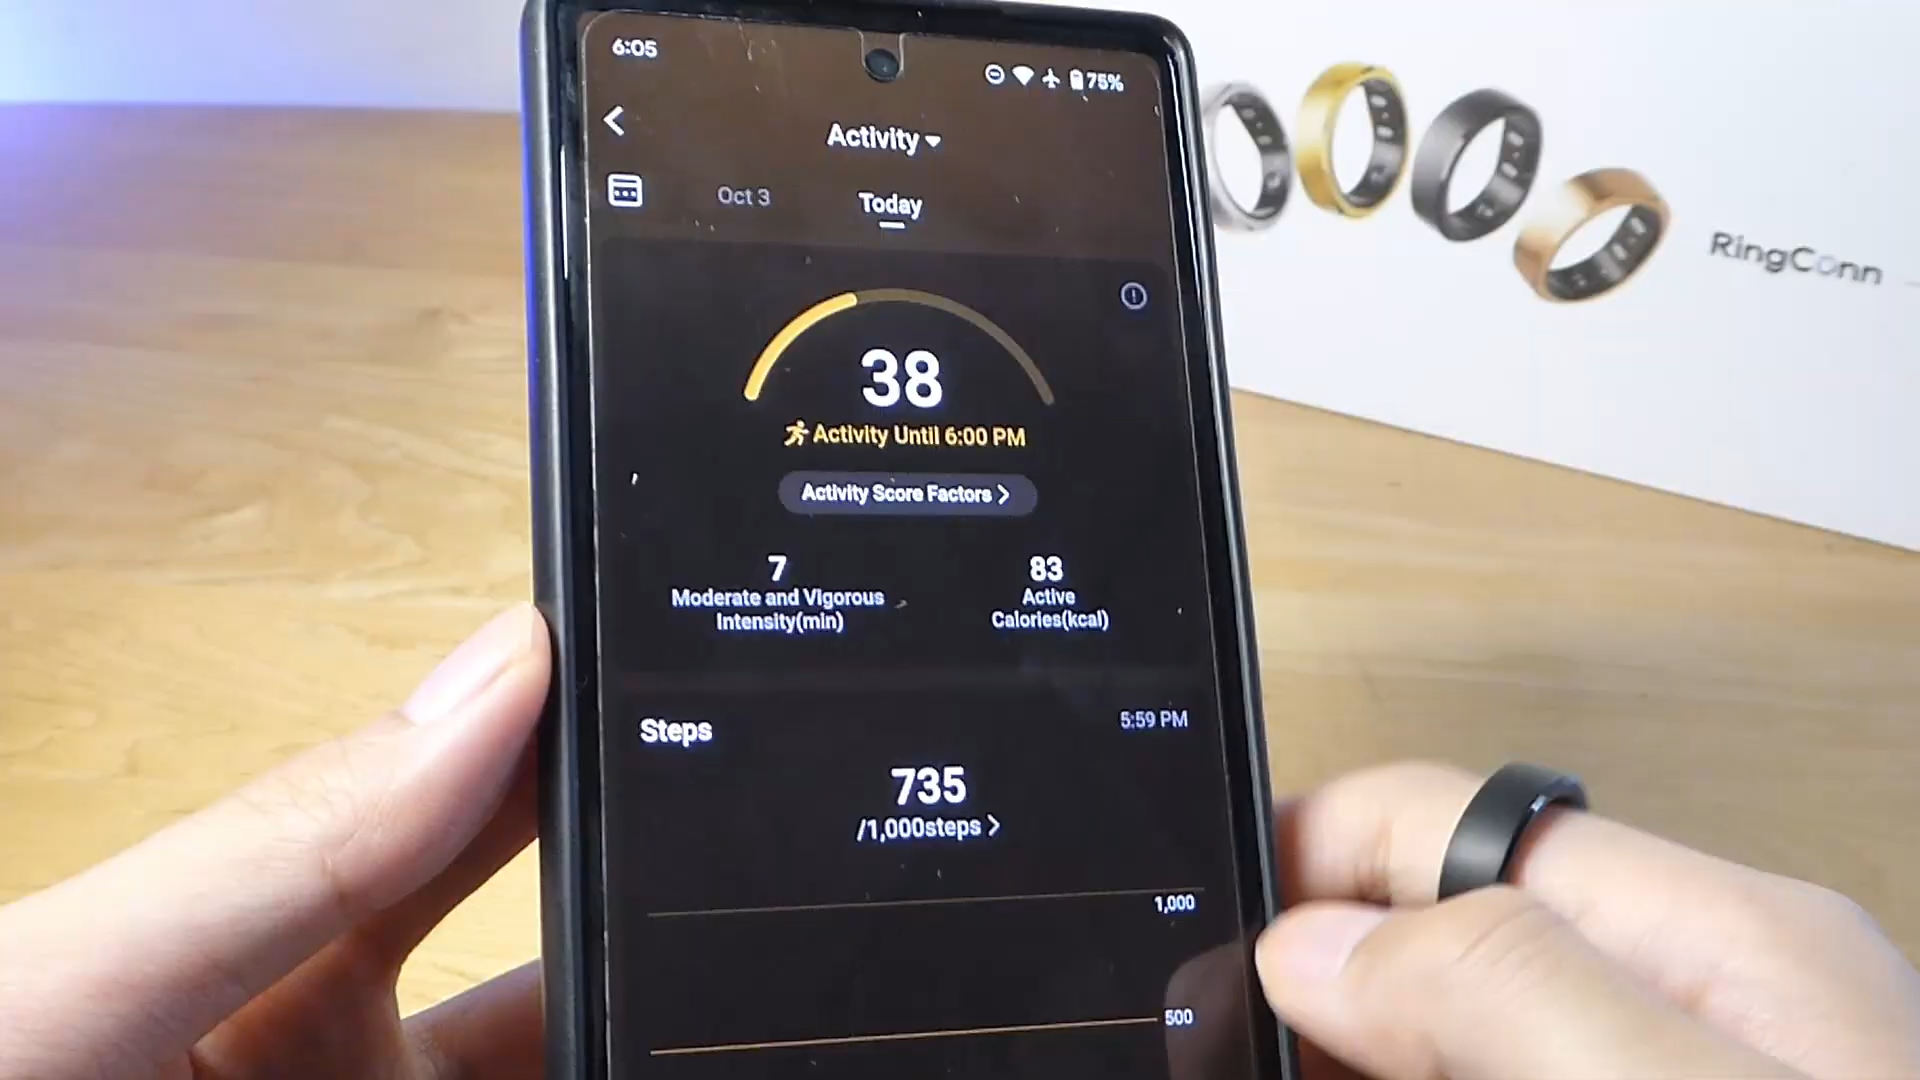 6:05
75%
Activity
Oct 3
Today
38
Activity Until 6:00 PM
Activity Score Factors
7
Moderate and Vigorous
Intensity(min)
83
Active
Calories(kcal)
Steps
5:59 PM
735
/1,000steps
1,000
500
RingConn